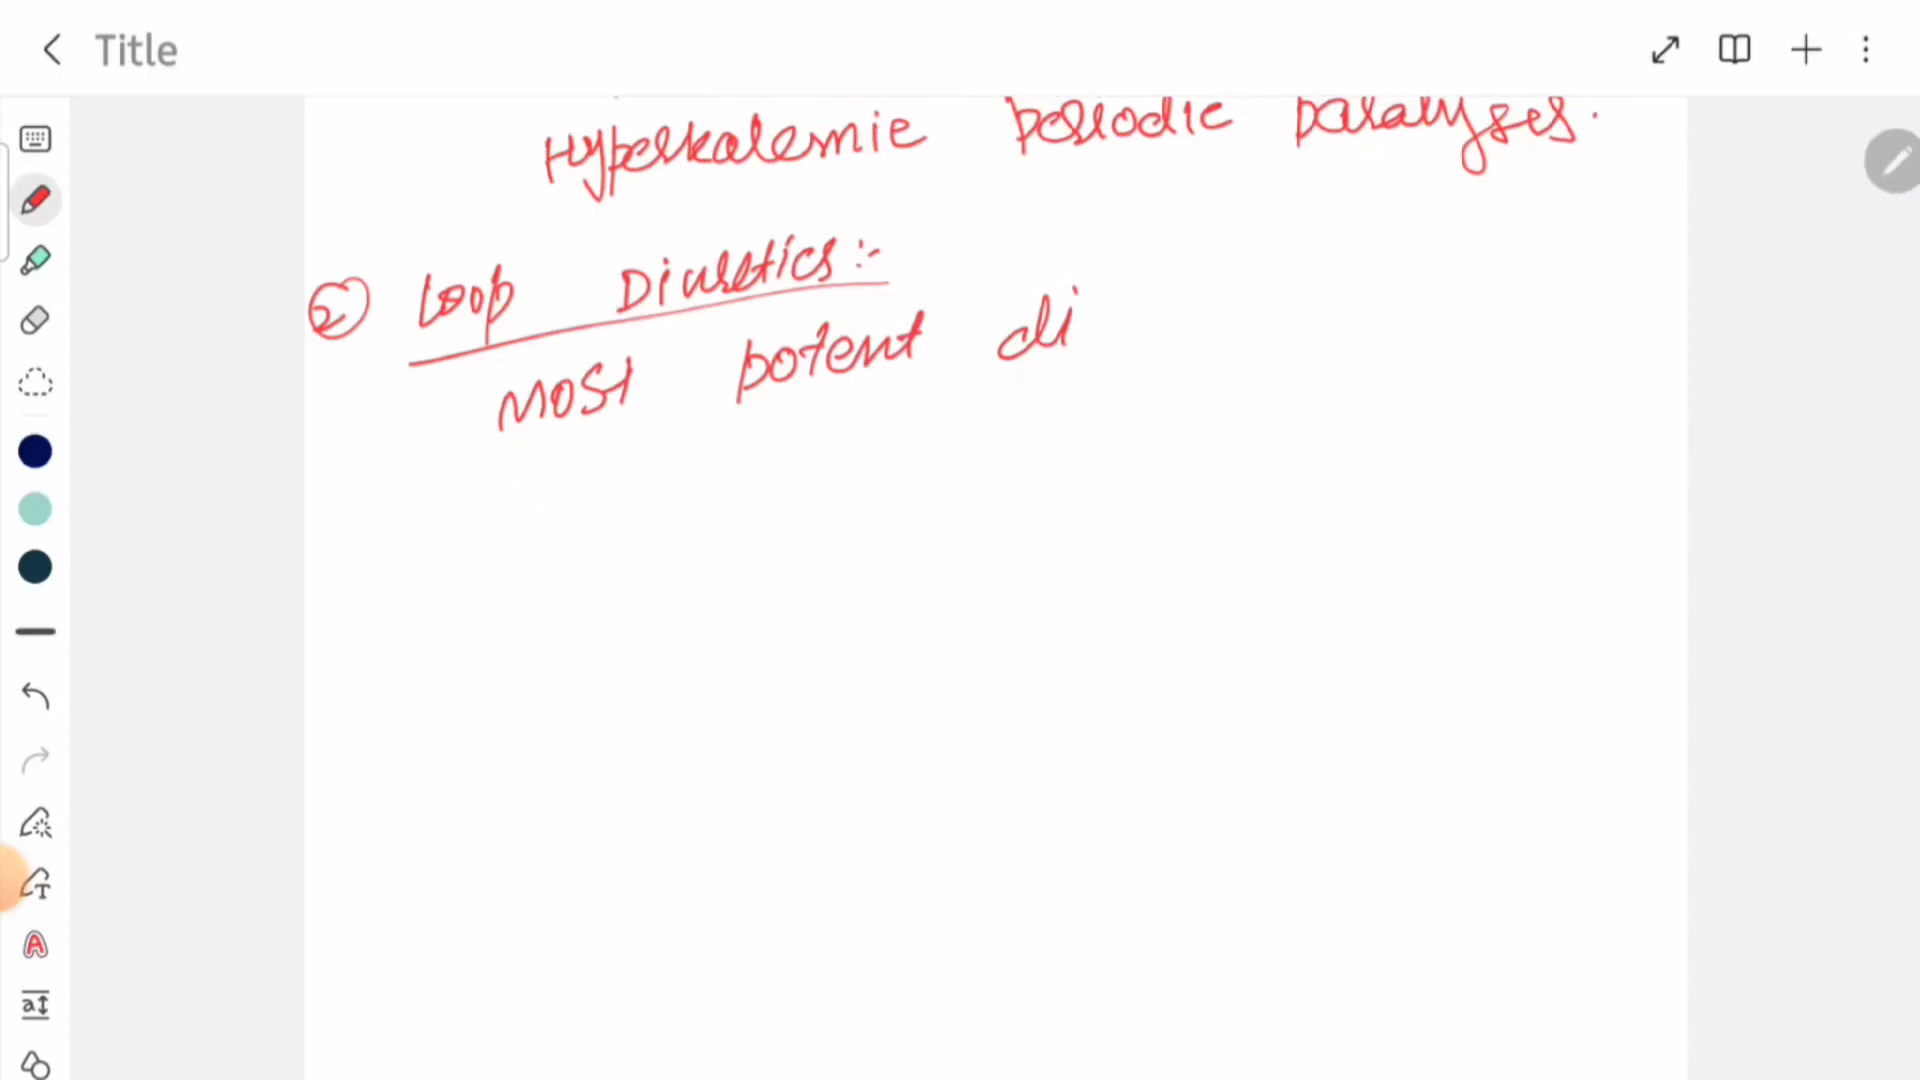 Title
Hyperkalemic periodic paralyses.
② Loop Diuretics:-
Most potent di